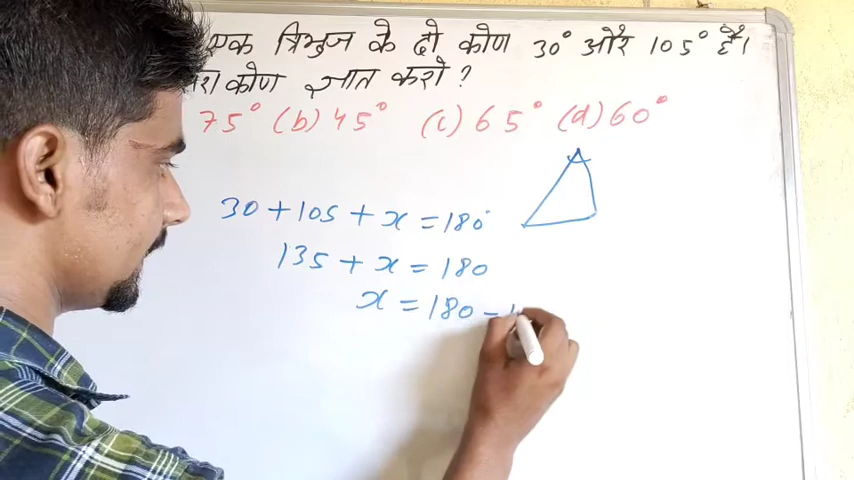 एक त्रिभुज के दो कोण 30° और 105° है।
कोण ज्ञात करो ?
75° (b) 45° (c) 65° (d) 60°
30 + 105 + x = 180°
135 + x = 180
x = 180 -